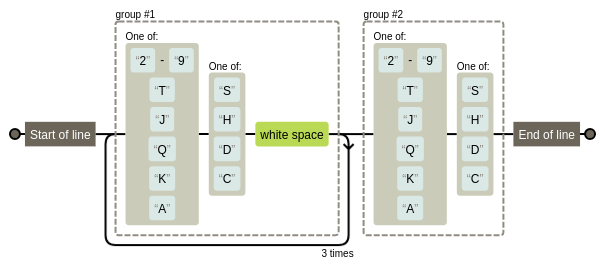 group #1
One of:
“2” - “9”
“T”
“J”
“Q”
“K”
“A”
One of:
“S”
“H”
“D”
“C”
white space
3 times
group #2
One of:
“2” - “9”
“T”
“J”
“Q”
“K”
“A”
One of:
“S”
“H”
“D”
“C”
Start of line
End of line